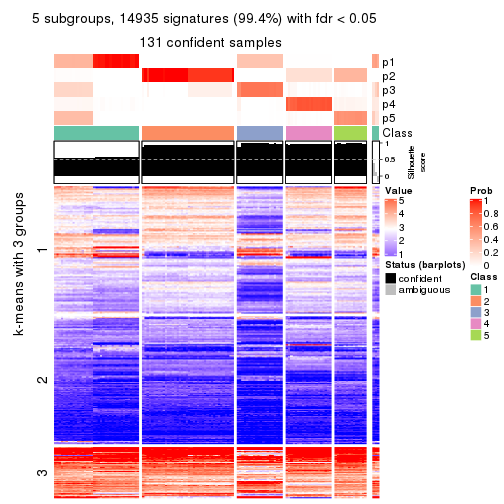 5 subgroups, 14935 signatures (99.4%) with fdr < 0.05
131 confident samples
p1
p2
p3
p4
p5
Class
1
0.5
0
Silhouette
score
k-means with 3 groups
1
2
3
Value
5
4
3
2
1
Status (barplots)
confident
ambiguous
Prob
1
0.8
0.6
0.4
0.2
0
Class
1
2
3
4
5